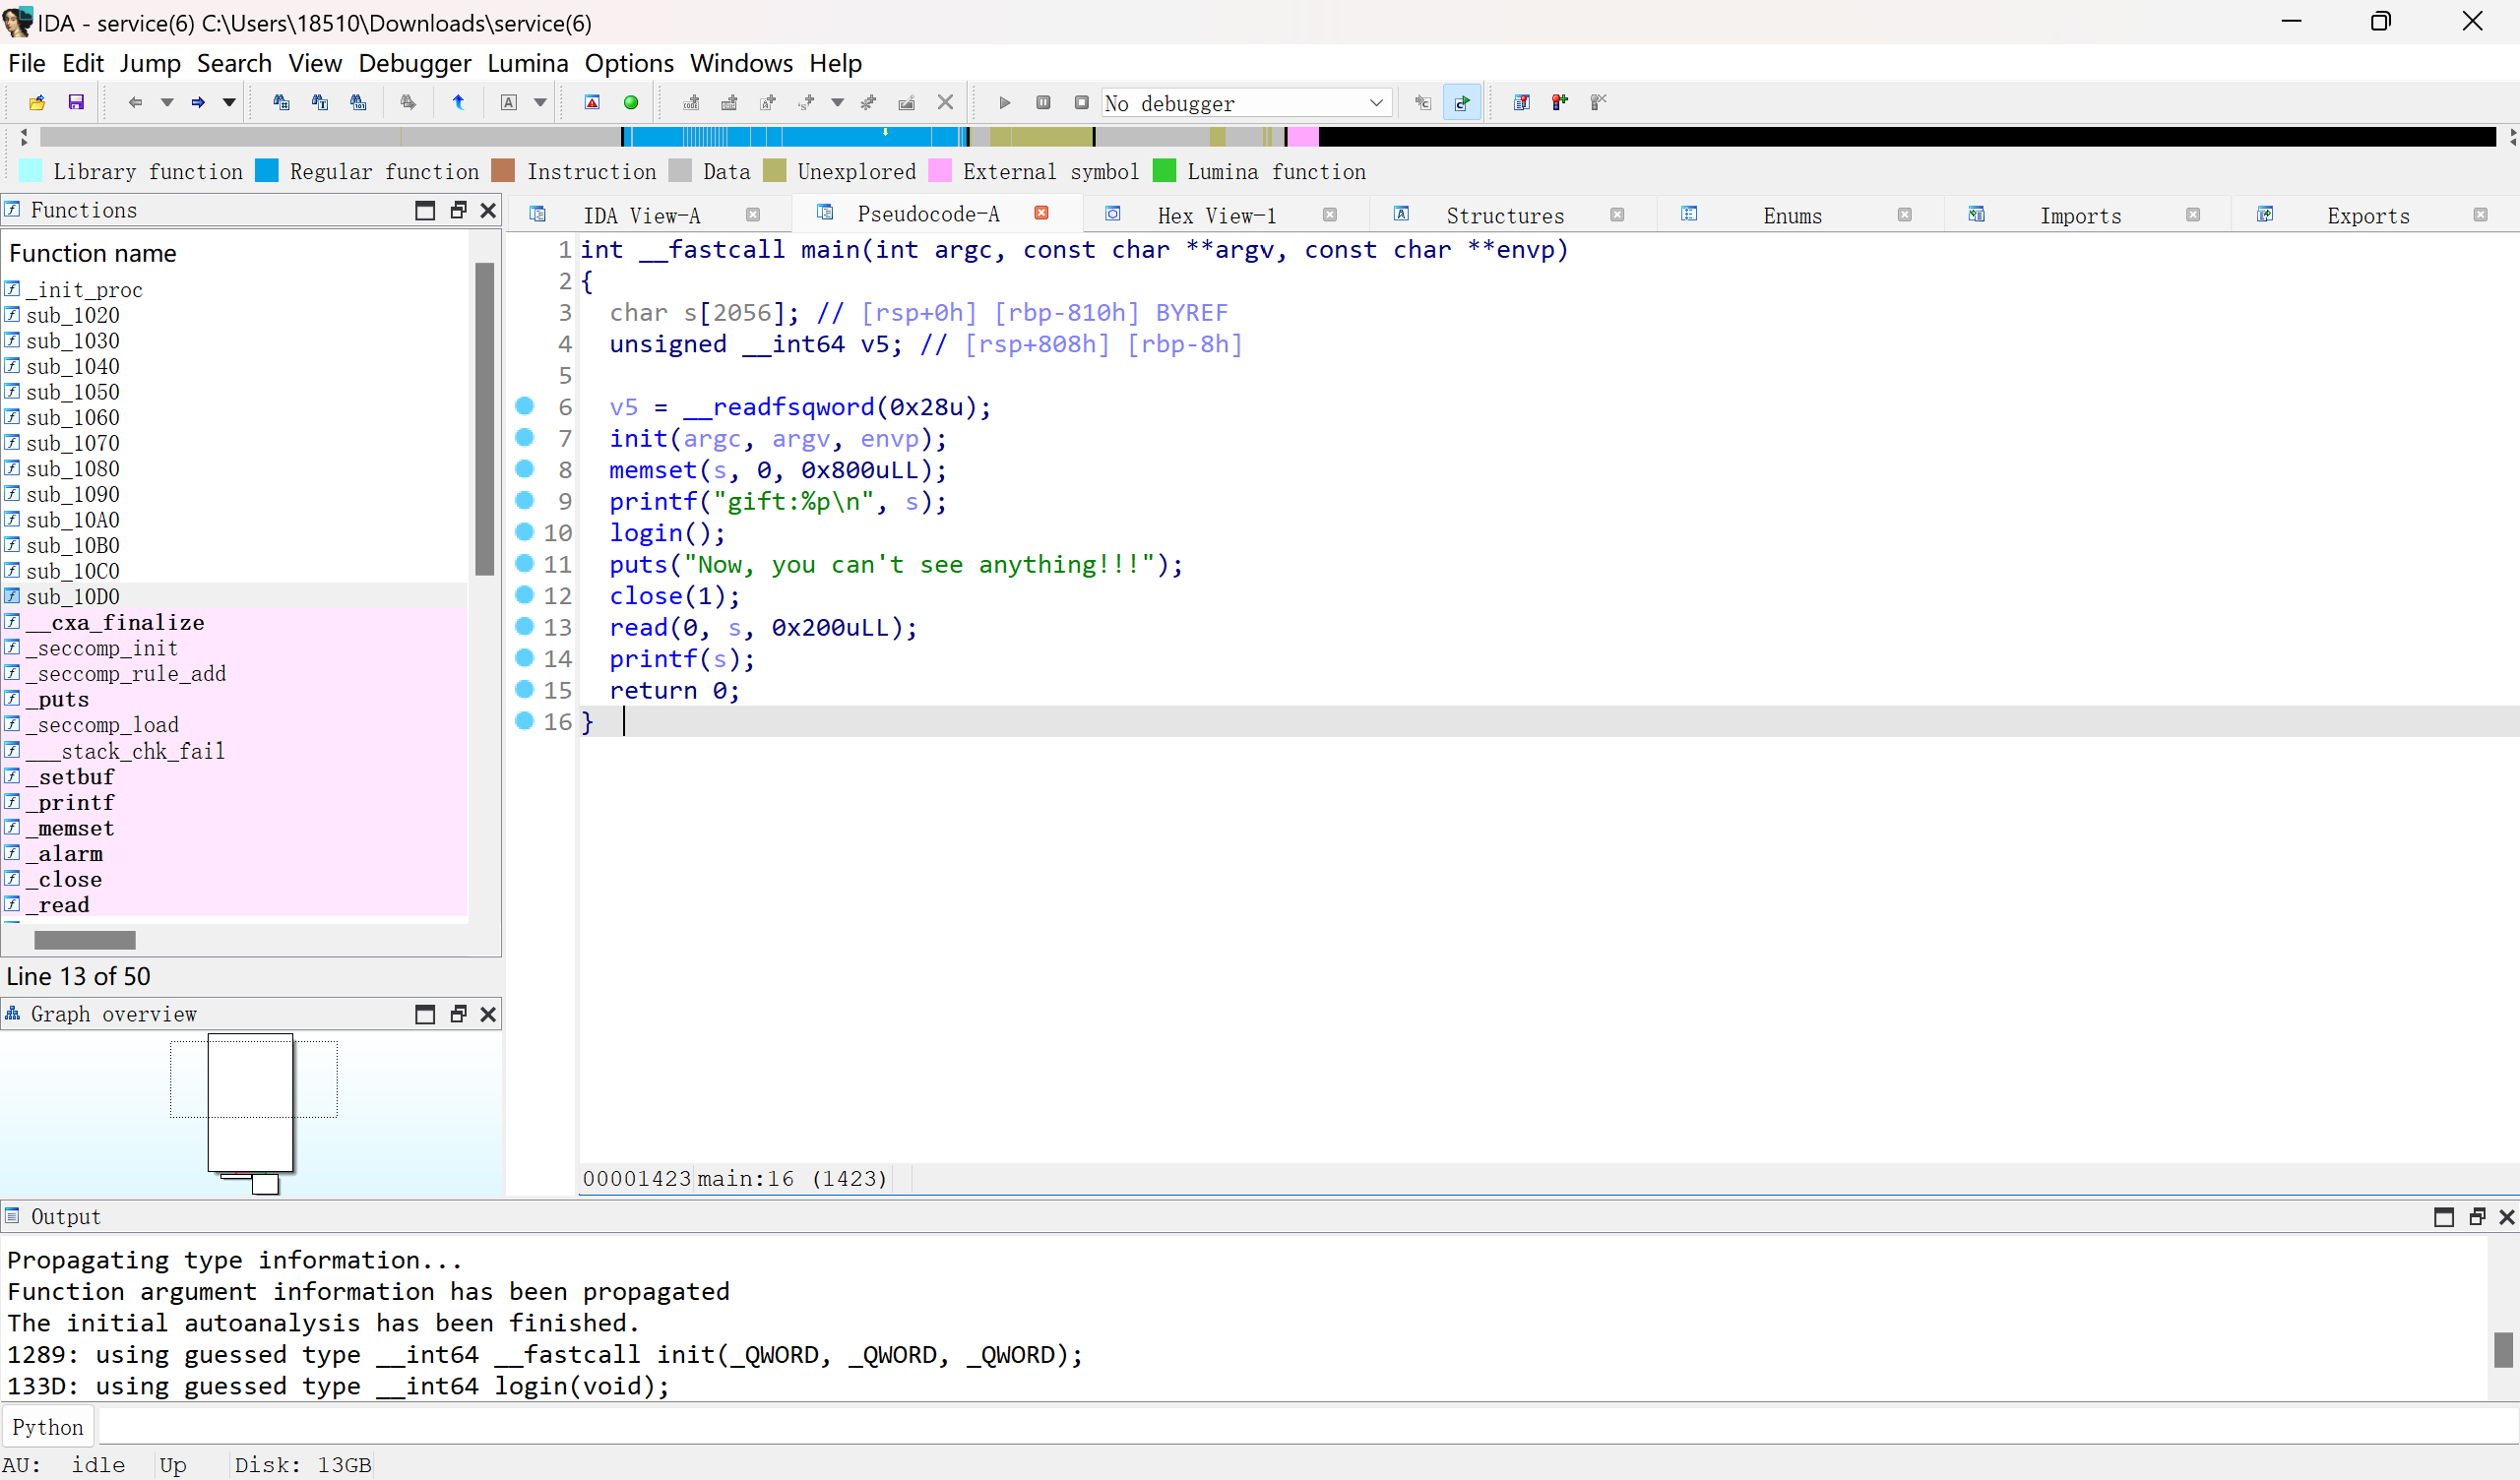 IDA - service(6) C:\Users\18510\Downloads\service(6)
File Edit Jump Search View Debugger Lumina Options Windows Help
No debugger
Library function Regular function Instruction Data Unexplored External symbol Lumina function
Functions
Function name
_init_proc
sub_1020
sub_1030
sub_1040
sub_1050
sub_1060
sub_1070
sub_1080
sub_1090
sub_10A0
sub_10B0
sub_10C0
sub_10D0
__cxa_finalize
_seccomp_init
_seccomp_rule_add
_puts
_seccomp_load
___stack_chk_fail
_setbuf
_printf
_memset
_alarm
_close
_read
Line 13 of 50
Graph overview
IDA View-A Pseudocode-A Hex View-1 Structures Enums Imports Exports
1 int __fastcall main(int argc, const char **argv, const char **envp)
2 {
3 char s[2056]; // [rsp+0h] [rbp-810h] BYREF
4 unsigned __int64 v5; // [rsp+808h] [rbp-8h]
5
6 v5 = __readfsqword(0x28u);
7 init(argc, argv, envp);
8 memset(s, 0, 0x800uLL);
9 printf("gift:%p\n", s);
10 login();
11 puts("Now, you can't see anything!!!");
12 close(1);
13 read(0, s, 0x200uLL);
14 printf(s);
15 return 0;
16 }
00001423 main:16 (1423)
Output
Propagating type information...
Function argument information has been propagated
The initial autoanalysis has been finished.
1289: using guessed type __int64 __fastcall init(_QWORD, _QWORD, _QWORD);
133D: using guessed type __int64 login(void);
Python
AU: idle Up Disk: 13GB